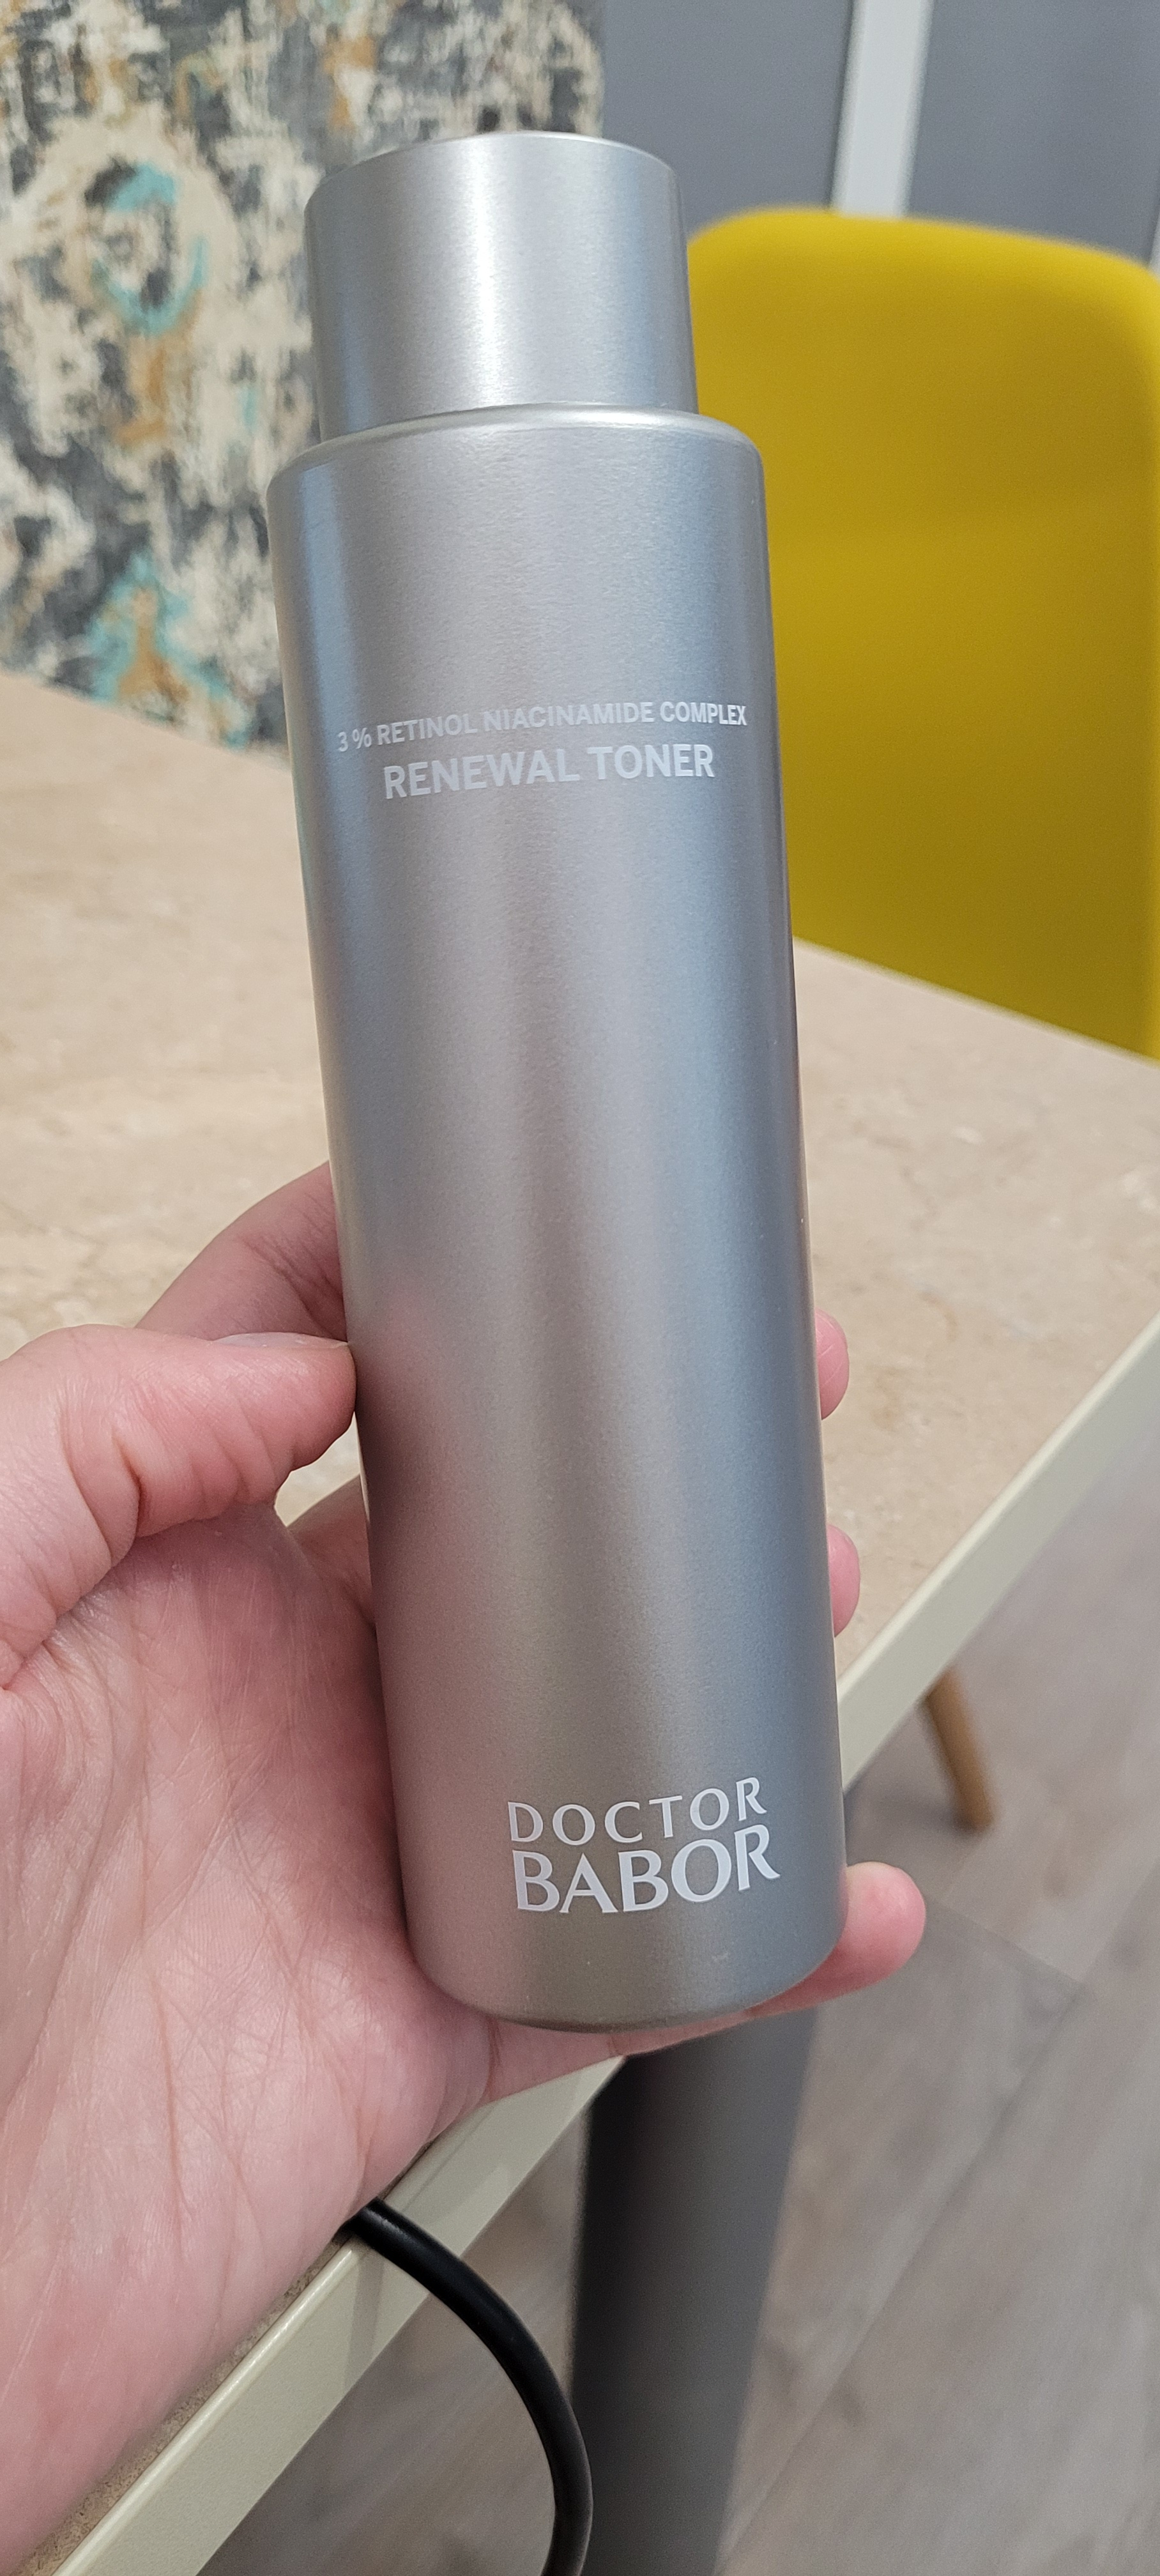 3 % RETINOL NIACINAMIDE COMPLEX
RENEWAL TONER
DOCTOR
BABOR